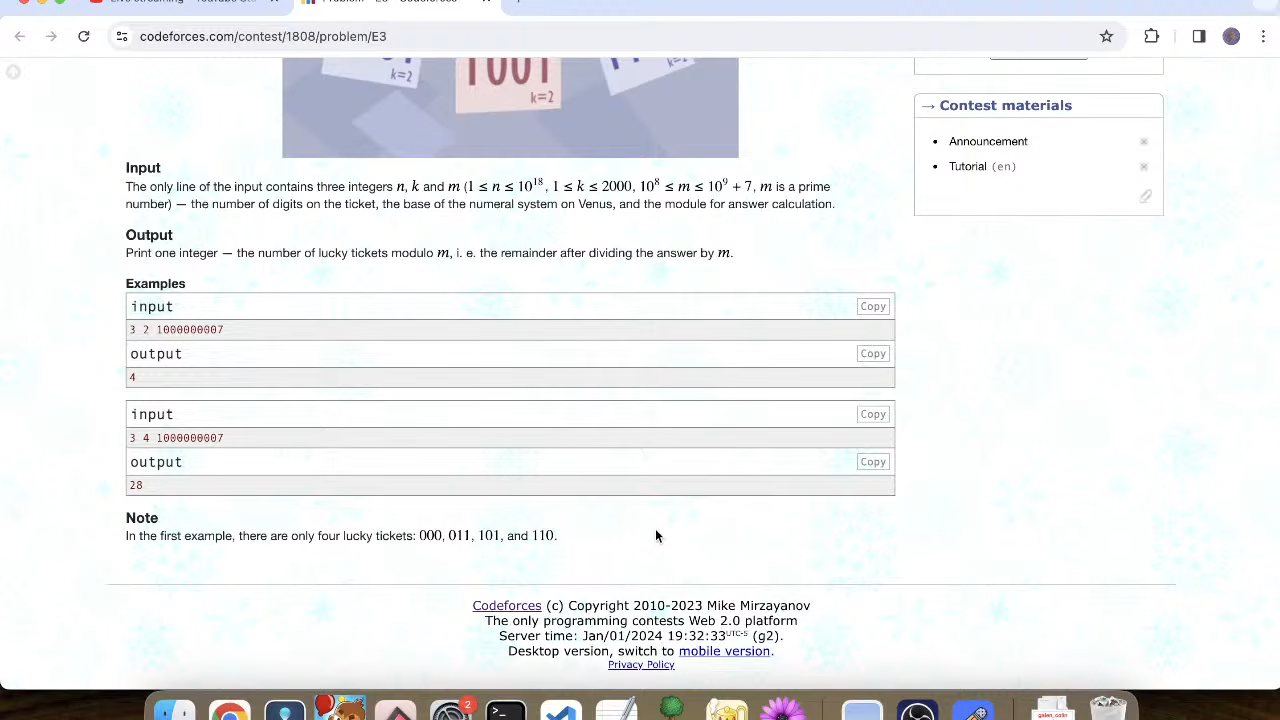 codeforces.com/contest/1808/problem/E3
k=2
1001
k=2
k=2
→ Contest materials
Announcement
Tutorial (en)
Input
The only line of the input contains three integers n, k and m (1 ≤ n ≤ 10^18, 1 ≤ k ≤ 2000, 10^8 ≤ m ≤ 10^9 + 7, m is a prime
number) — the number of digits on the ticket, the base of the numeral system on Venus, and the module for answer calculation.
Output
Print one integer — the number of lucky tickets modulo m, i. e. the remainder after dividing the answer by m.
Examples
input Copy
3 2 1000000007
output Copy
4
input Copy
3 4 1000000007
output Copy
28
Note
In the first example, there are only four lucky tickets: 000, 011, 101, and 110.
Codeforces (c) Copyright 2010-2023 Mike Mirzayanov
The only programming contests Web 2.0 platform
Server time: Jan/01/2024 19:32:33UTC-5 (g2).
Desktop version, switch to mobile version.
Privacy Policy
2
galen_colin